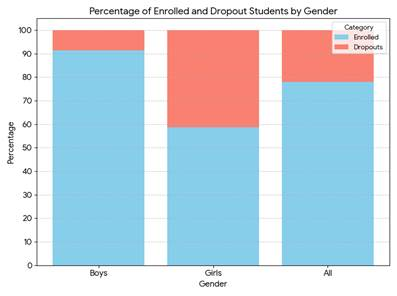 Percentage of Enrolled and Dropout Students by Gender
Category
Enrolled
Dropouts
100
90
80
70
60
50
40
30
20
10
0
Percentage
Boys
Girls
All
Gender